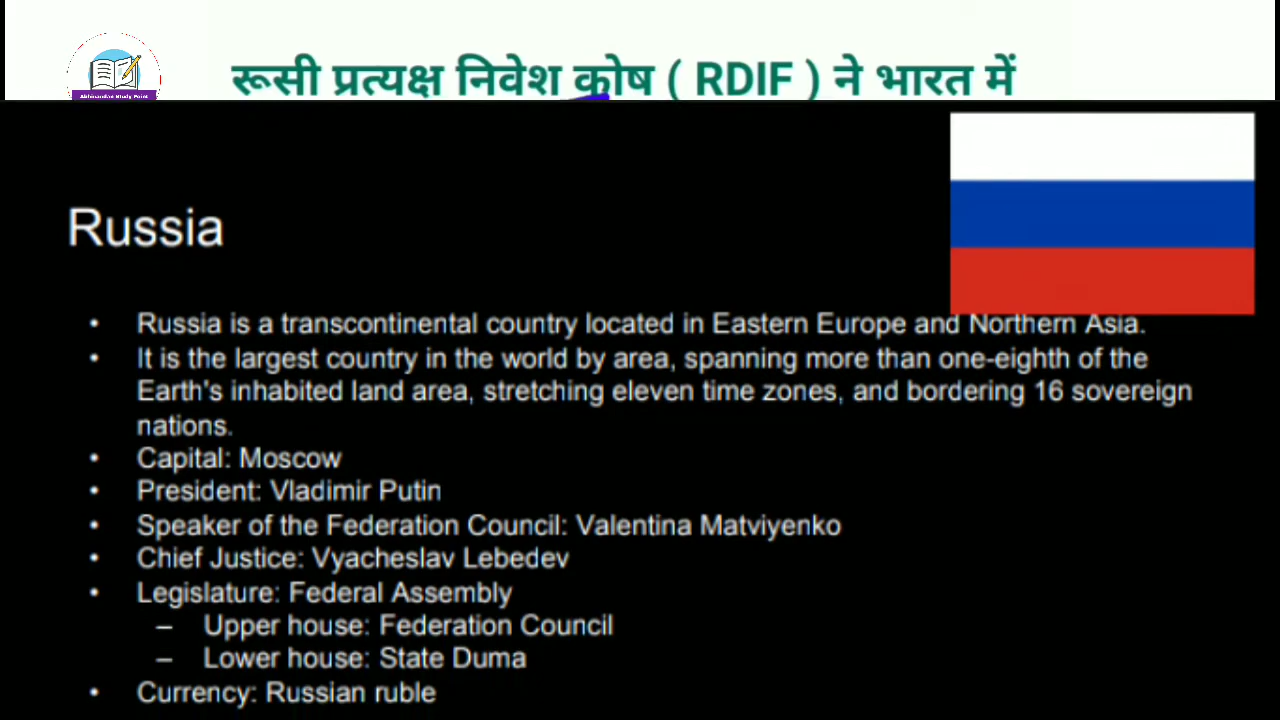 रूसी प्रत्यक्ष निवेश कोष ( RDIF ) ने भारत में
Abhinandan Study Point
Russia
• Russia is a transcontinental country located in Eastern Europe and Northern Asia.
• It is the largest country in the world by area, spanning more than one-eighth of the
Earth's inhabited land area, stretching eleven time zones, and bordering 16 sovereign
nations.
• Capital: Moscow
• President: Vladimir Putin
• Speaker of the Federation Council: Valentina Matviyenko
• Chief Justice: Vyacheslav Lebedev
• Legislature: Federal Assembly
– Upper house: Federation Council
– Lower house: State Duma
• Currency: Russian ruble